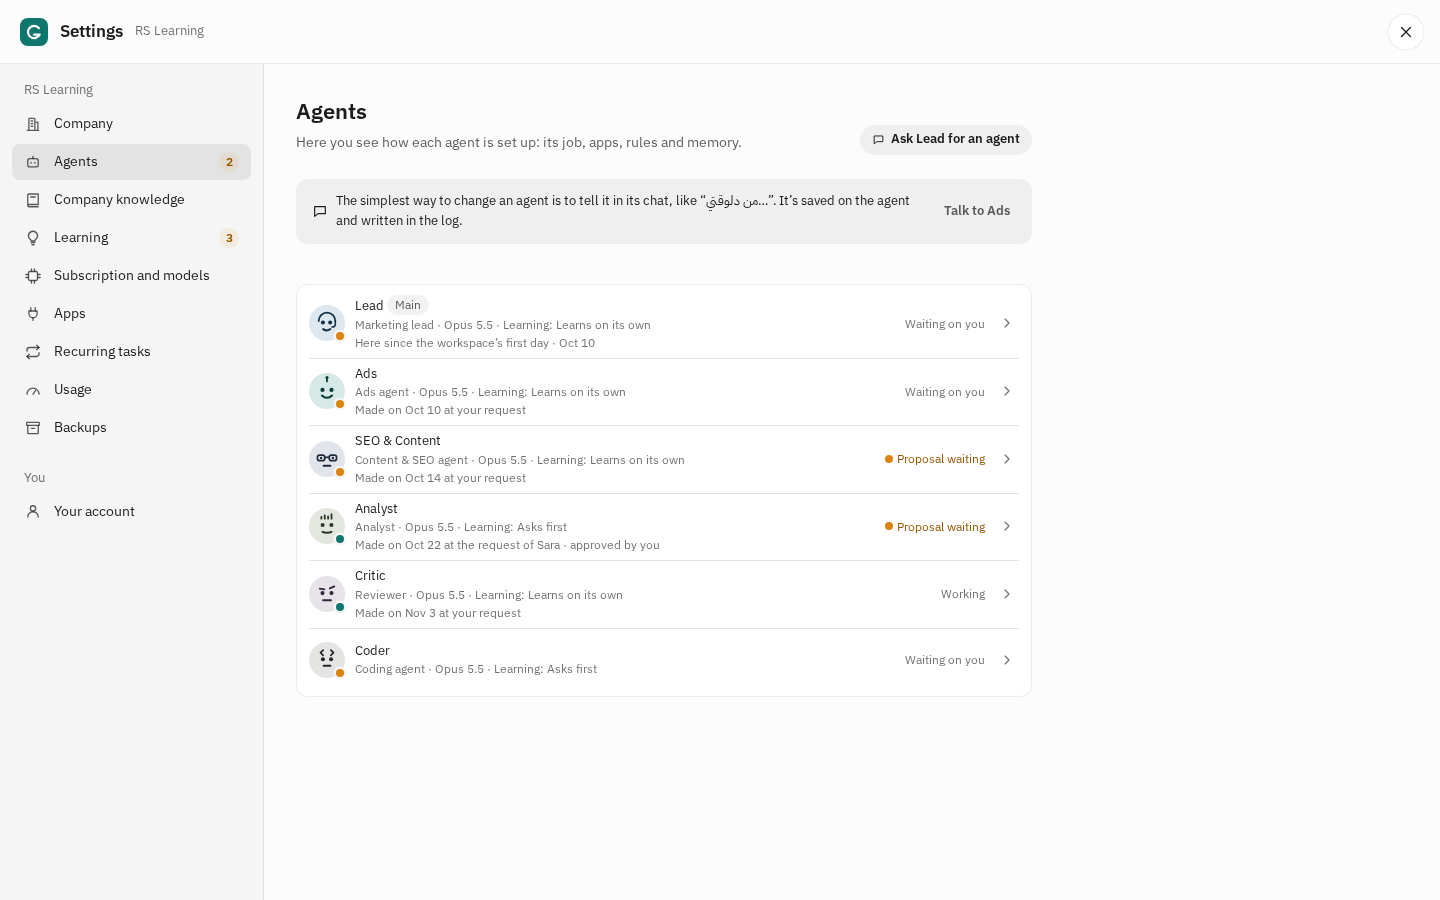 Settings RS Learning
RS Learning
Company
Agents 2
Company knowledge
Learning 3
Subscription and models
Apps
Recurring tasks
Usage
Backups
You
Your account
Agents
Here you see how each agent is set up: its job, apps, rules and memory.
Ask Lead for an agent
The simplest way to change an agent is to tell it in its chat, like “من دلوقتي…”. It’s saved on the agent
and written in the log.
Talk to Ads
Lead Main
Marketing lead · Opus 5.5 · Learning: Learns on its own
Here since the workspace’s first day · Oct 10
Waiting on you
Ads
Ads agent · Opus 5.5 · Learning: Learns on its own
Made on Oct 10 at your request
Waiting on you
SEO & Content
Content & SEO agent · Opus 5.5 · Learning: Learns on its own
Made on Oct 14 at your request
Proposal waiting
Analyst
Analyst · Opus 5.5 · Learning: Asks first
Made on Oct 22 at the request of Sara · approved by you
Proposal waiting
Critic
Reviewer · Opus 5.5 · Learning: Learns on its own
Made on Nov 3 at your request
Working
Coder
Coding agent · Opus 5.5 · Learning: Asks first
Waiting on you